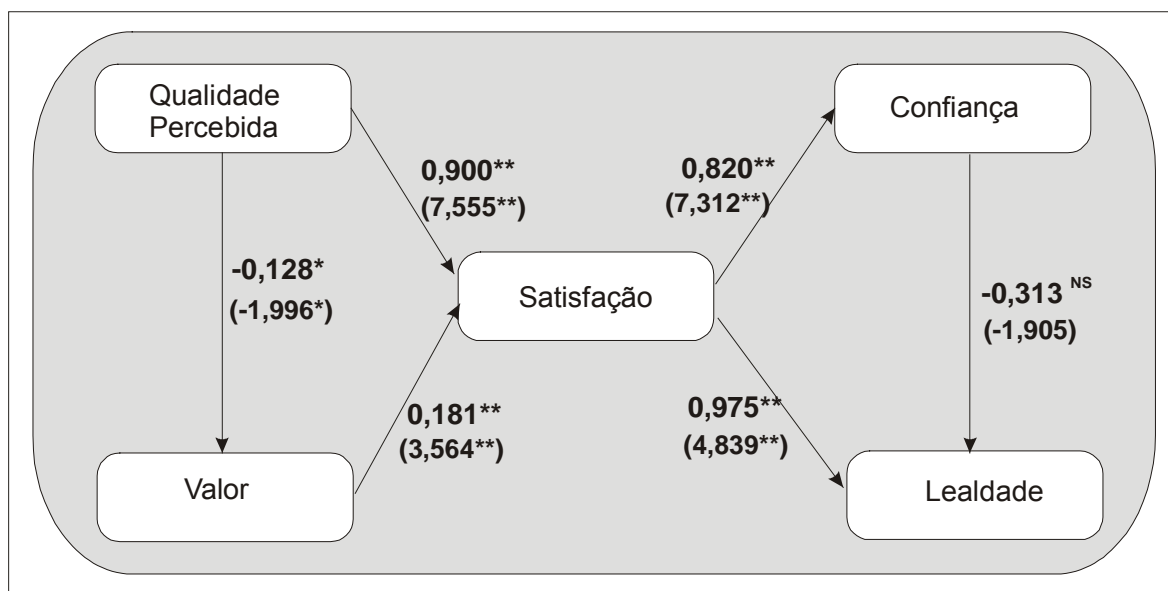 Qualidade
Percebida
Confiança
0,900**
(7,555**)
0,820**
(7,312**)
-0,128*
(-1,996*)
Satisfação
-0,313 NS
(-1,905)
0,181**
(3,564**)
0,975**
(4,839**)
Valor
Lealdade